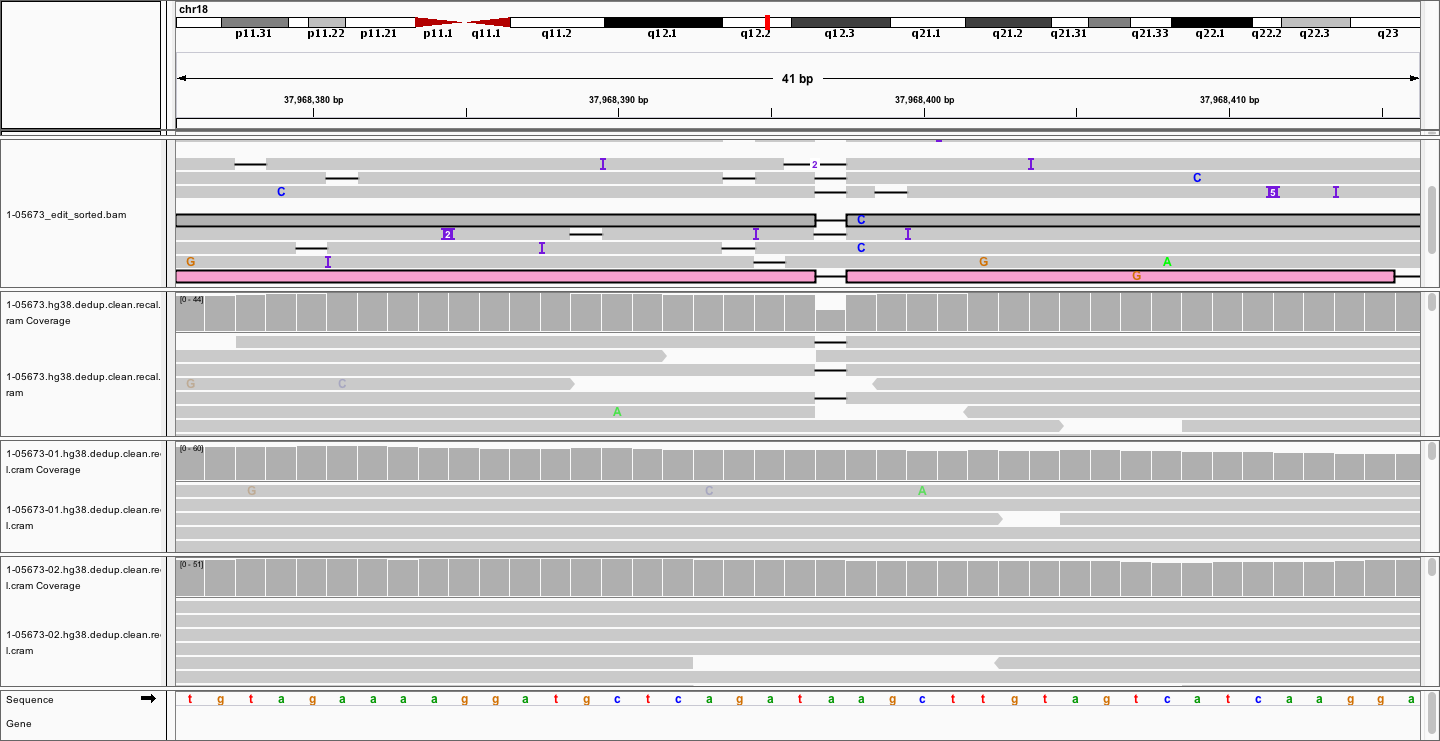 chr18
p11.31 p11.22 p11.21 p11.1 q11.1 q11.2 q12.1 q12.2 q12.3 q21.1 q21.2 q21.31 q21.33 q22.1 q22.2 q22.3 q23
41 bp
37,968,380 bp 37,968,390 bp 37,968,400 bp 37,968,410 bp
I 2 I
C
C 5 I
1-05673_edit_sorted.bam
C
2 I I
I C
G I G A
G
1-05673.hg38.dedup.clean.recal.
ram Coverage
[0 - 44]
1-05673.hg38.dedup.clean.recal.
ram
G C
A
1-05673-01.hg38.dedup.clean.re
l.cram Coverage
[0 - 60]
G C A
1-05673-01.hg38.dedup.clean.re
l.cram
1-05673-02.hg38.dedup.clean.re
l.cram Coverage
[0 - 51]
1-05673-02.hg38.dedup.clean.re
l.cram
Sequence t g t a g a a a a g g a t g c t c a g a t a a g c t t g t a g t c a t c a a g g a
Gene